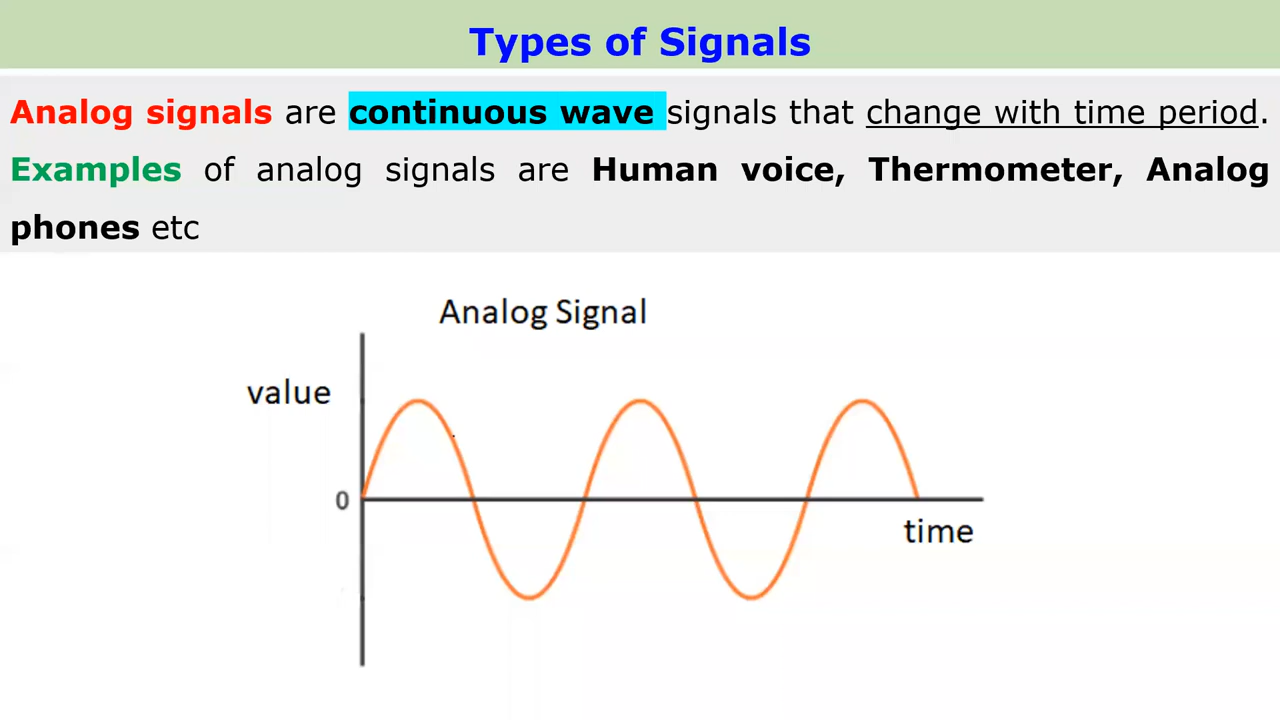 Types of Signals
Analog signals are continuous wave signals that change with time period.
Examples of analog signals are Human voice, Thermometer, Analog
phones etc
Analog Signal
value
0
time